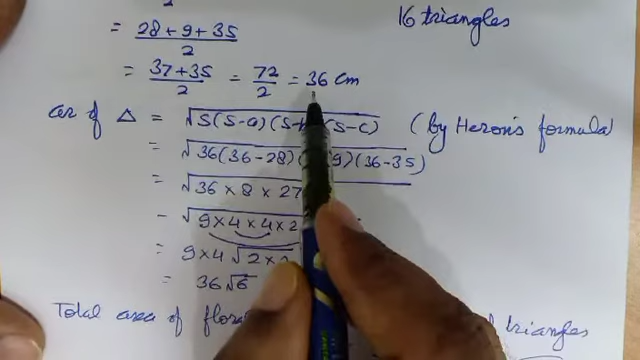 16 triangles
= 28+9+35 / 2
= 37+35 / 2 = 72 / 2 = 36 cm
ar of △ = √S(S-a)(S-b)(S-c) (by Heron's formula)
= √36(36-28)( 9)(36-35)
= √36×8×27
- √9×4×4×2
= 9×4√2×
= 36√6
Total area of floral triangles